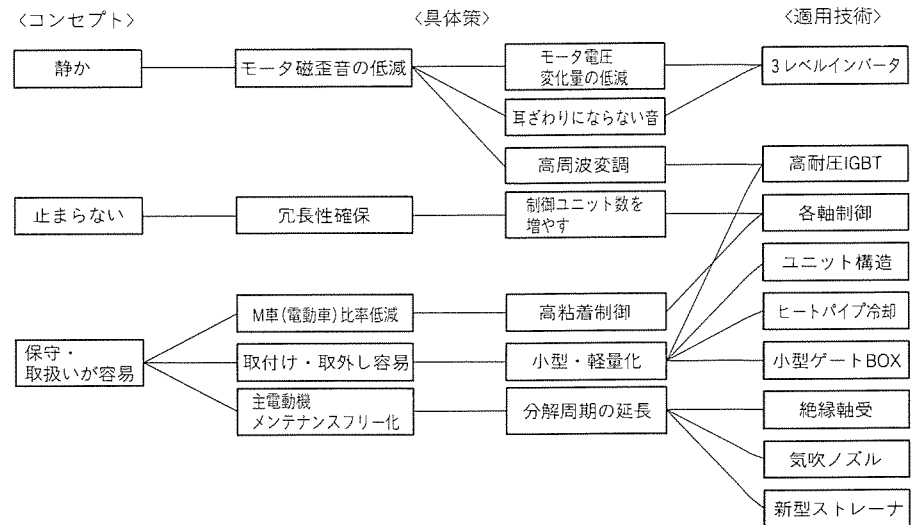 〈コンセプト〉
〈具体策〉
〈適用技術〉
静か
モータ磁歪音の低減
モータ電圧
変化量の低減
3レベルインバータ
耳ざわりにならない音
高周波変調
高耐圧IGBT
止まらない
冗長性確保
制御ユニット数を
増やす
各軸制御
ユニット構造
M車(電動車)比率低減
高粘着制御
ヒートパイプ冷却
保守・
取扱いが容易
取付け・取外し容易
小型・軽量化
小型ゲートBOX
主電動機
メンテナンスフリー化
分解周期の延長
絶縁軸受
気吹ノズル
新型ストレーナ